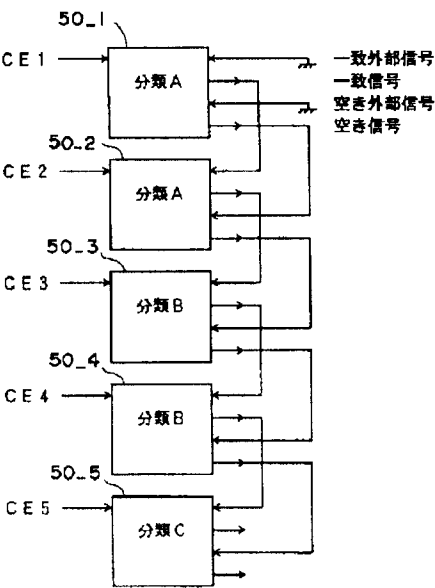 50_1
CE1
分類A
一致外部信号
一致信号
空き外部信号
空き信号
50_2
CE2
分類A
50_3
CE3
分類B
50_4
CE4
分類B
50_5
CE5
分類C